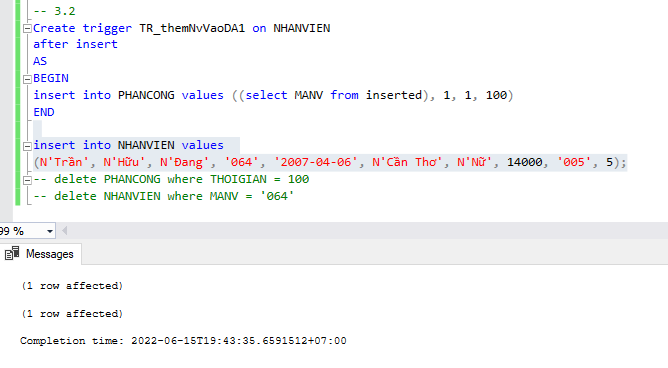 -- 3.2
Create trigger TR_themNvVaoDA1 on NHANVIEN
after insert
AS
BEGIN
insert into PHANCONG values ((select MANV from inserted), 1, 1, 100)
END
insert into NHANVIEN values
(N'Trần', N'Hữu', N'Đang', '064', '2007-04-06', N'Cần Thơ', N'Nữ', 14000, '005', 5);
-- delete PHANCONG where THOIGIAN = 100
-- delete NHANVIEN where MANV = '064'
99 %
Messages
(1 row affected)
(1 row affected)
Completion time: 2022-06-15T19:43:35.6591512+07:00